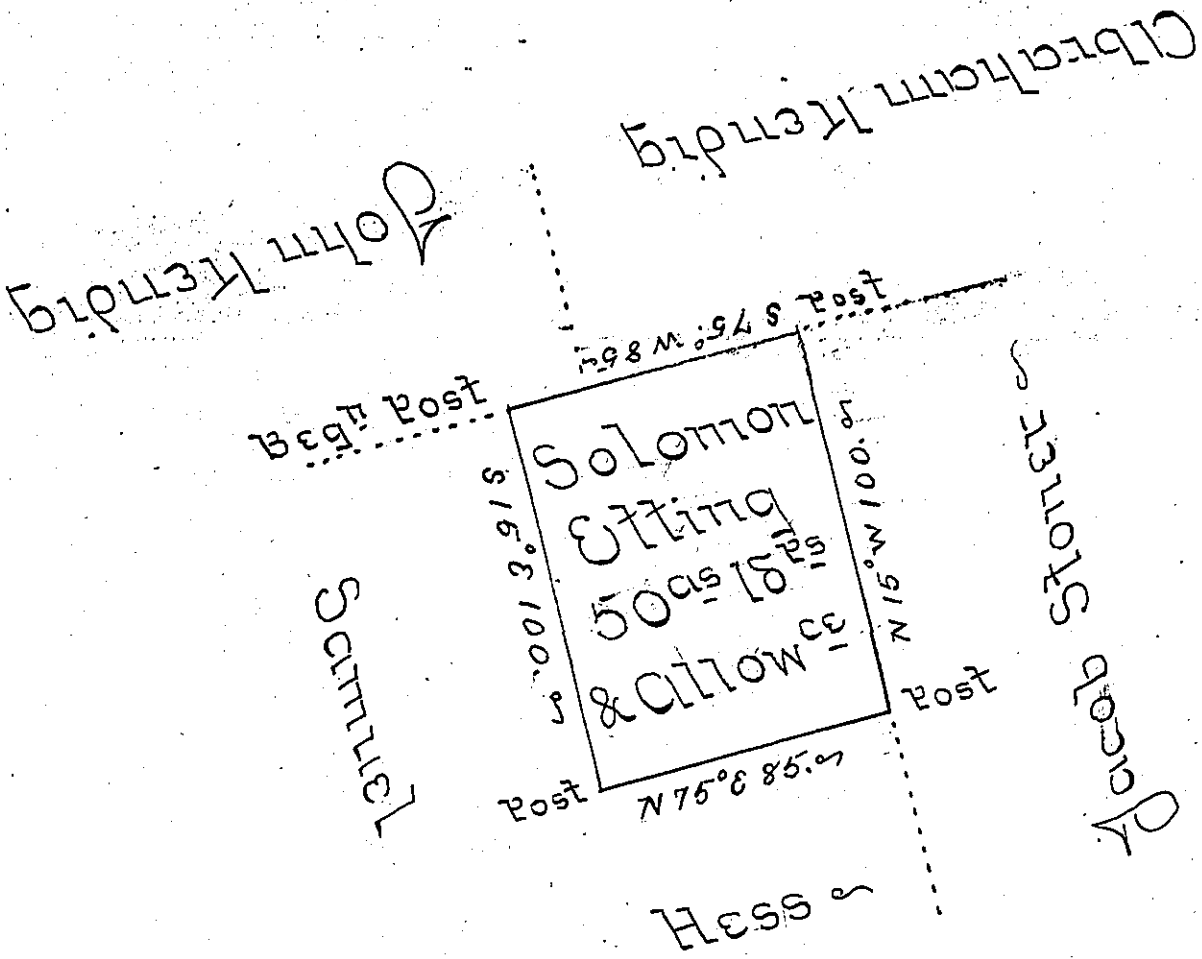 Abraham Kendig
John Kendig
S 75° W 85.
Post
Beg:g Post
Solomon
Etting
50as 18ps
& Allowce
S 15° E 100.
N 15° W 100.
N 75° E 85.
Post
Post
Jacob Stoner
Samuel
Hess